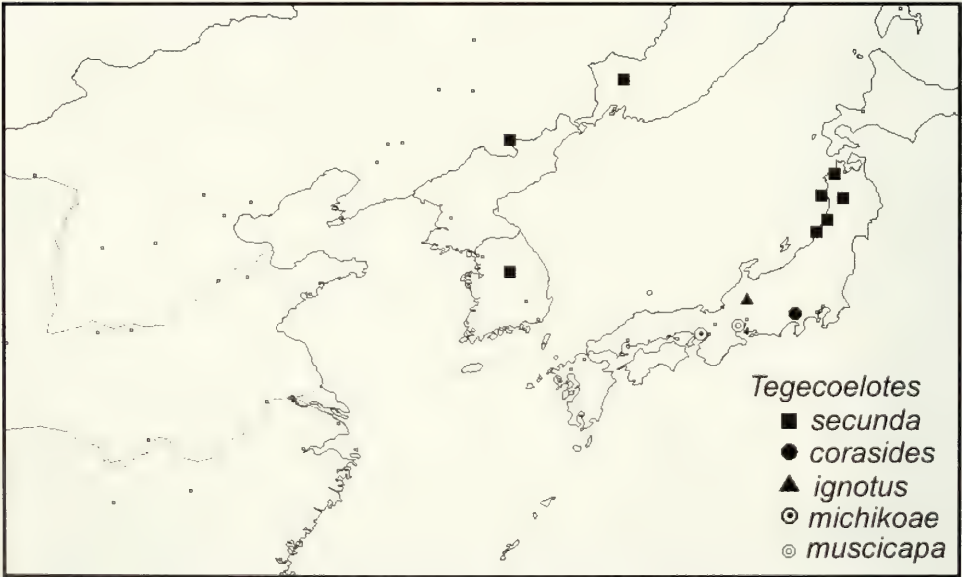 Tegecoelotes
secunda
corasides
ignotus
michikoae
muscicapa